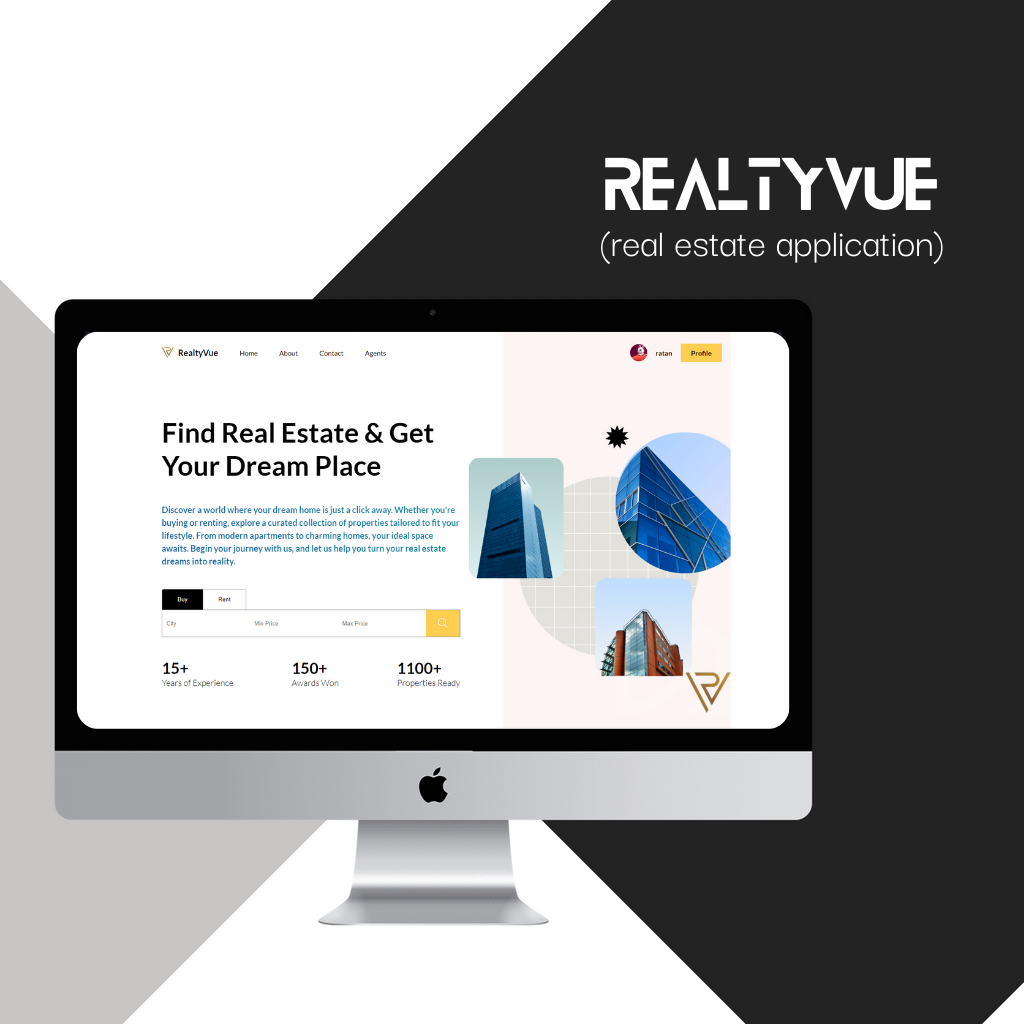 REALTYVUE
(real estate application)
RealtyVue Home About Contact Agents ratan Profile
Find Real Estate & Get
Your Dream Place
Discover a world where your dream home is just a click away. Whether you're
buying or renting, explore a curated collection of properties tailored to fit your
lifestyle. From modern apartments to charming homes, your ideal space
awaits. Begin your journey with us, and let us help you turn your real estate
dreams into reality.
Buy Rent
City Min Price Max Price
15+ 150+ 1100+
Years of Experience Awards Won Properties Ready